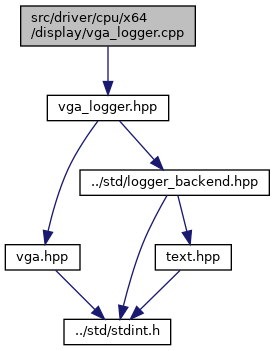 src/driver/cpu/x64
/display/vga_logger.cpp
vga_logger.hpp
../std/logger_backend.hpp
vga.hpp
text.hpp
../std/stdint.h